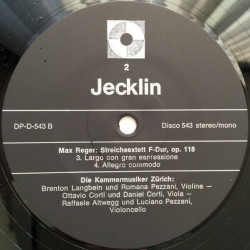 2
Jecklin
DP-D-543 B
Disco 543 stereo/mono
Max Reger: Streichsextett F-Dur, op. 118
3. Largo con gran espressione
4. Allegro commodo
Die Kammermusiker Zürich:
Brenton Langbein und Romana Pezzani, Violine –
Ottavio Corti und Daniel Corti, Viola –
Raffaele Altwegg und Luciano Pezzani,
Violoncello